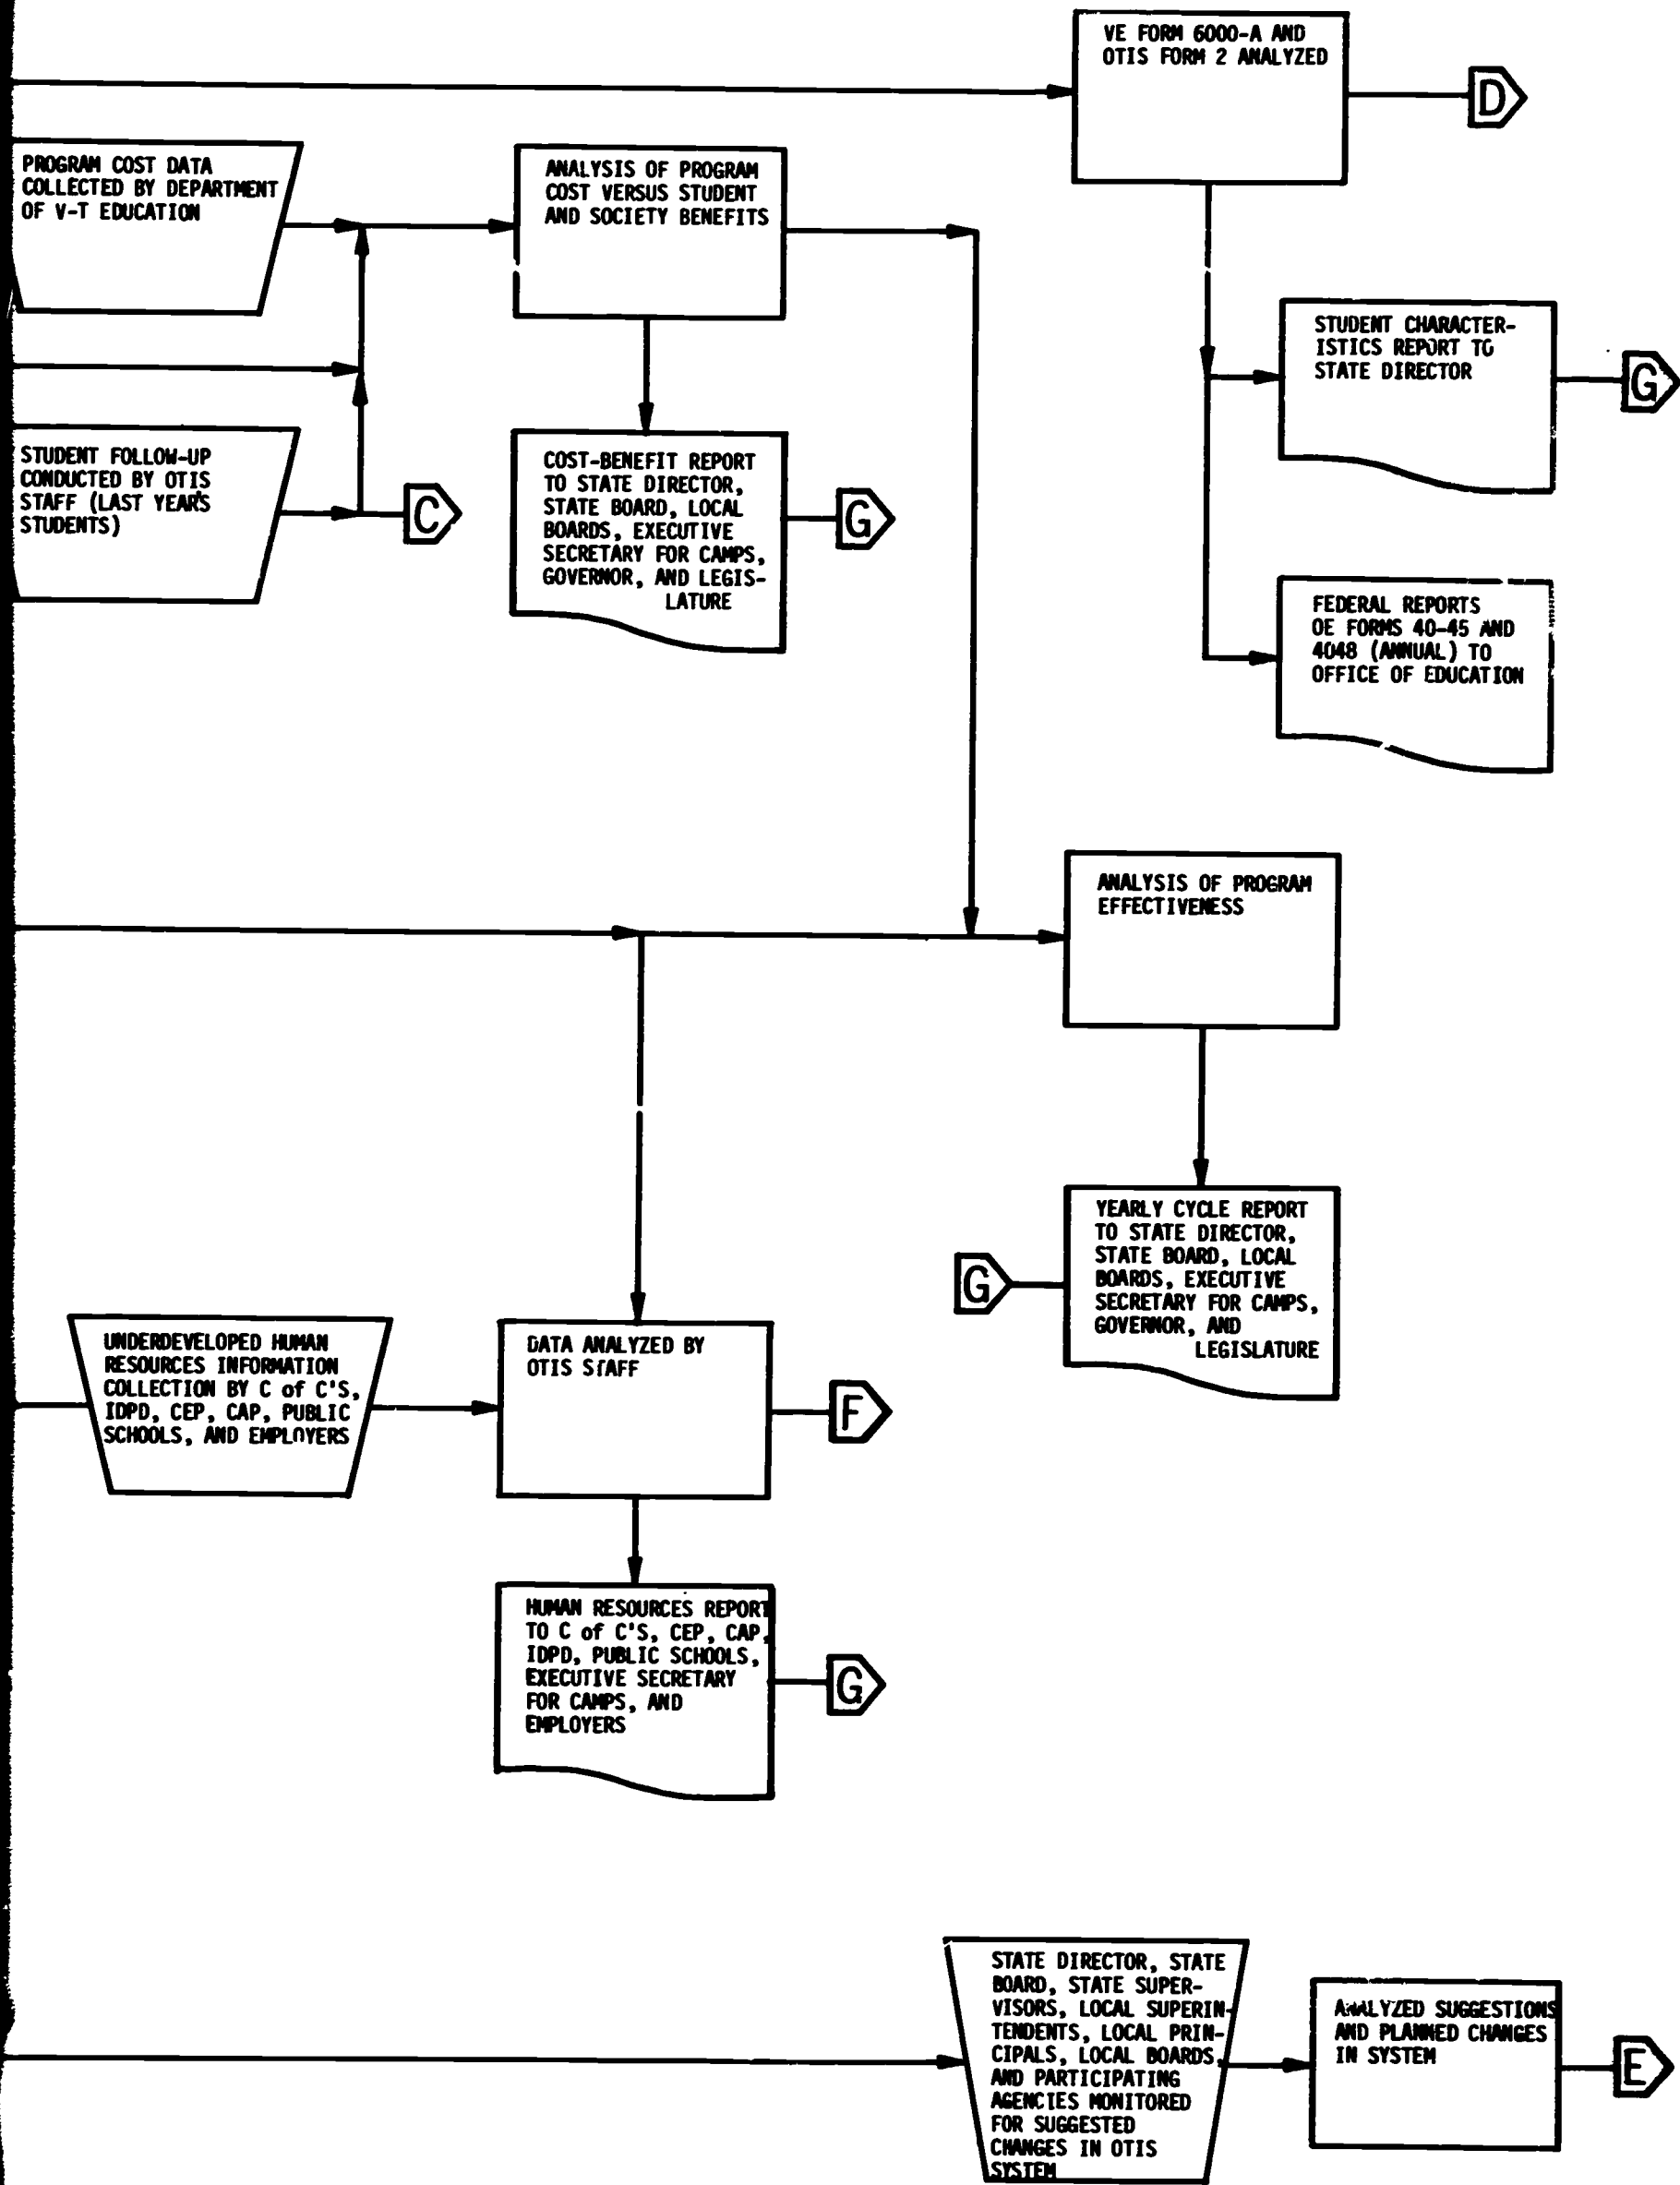 VE FORM 6000-A AND
OTIS FORM 2 ANALYZED
D
PROGRAM COST DATA
COLLECTED BY DEPARTMENT
OF V-T EDUCATION
ANALYSIS OF PROGRAM
COST VERSUS STUDENT
AND SOCIETY BENEFITS
STUDENT CHARACTER-
ISTICS REPORT TO
STATE DIRECTOR
G
STUDENT FOLLOW-UP
CONDUCTED BY OTIS
STAFF (LAST YEAR'S
STUDENTS)
C
COST-BENEFIT REPORT
TO STATE DIRECTOR,
STATE BOARD, LOCAL
BOARDS, EXECUTIVE
SECRETARY FOR CAMPS,
GOVERNOR, AND LEGIS-
LATURE
G
FEDERAL REPORTS
OE FORMS 40-45 AND
4048 (ANNUAL) TO
OFFICE OF EDUCATION
ANALYSIS OF PROGRAM
EFFECTIVENESS
YEARLY CYCLE REPORT
TO STATE DIRECTOR,
STATE BOARD, LOCAL
BOARDS, EXECUTIVE
SECRETARY FOR CAMPS,
GOVERNOR, AND
LEGISLATURE
G
UNDERDEVELOPED HUMAN
RESOURCES INFORMATION
COLLECTION BY C of C'S,
IDPD, CEP, CAP, PUBLIC
SCHOOLS, AND EMPLOYERS
DATA ANALYZED BY
OTIS STAFF
F
HUMAN RESOURCES REPORT
TO C of C'S, CEP, CAP,
IDPD, PUBLIC SCHOOLS,
EXECUTIVE SECRETARY
FOR CAMPS, AND
EMPLOYERS
G
STATE DIRECTOR, STATE
BOARD, STATE SUPER-
VISORS, LOCAL SUPERIN-
TENDENTS, LOCAL PRIN-
CIPALS, LOCAL BOARDS,
AND PARTICIPATING
AGENCIES MONITORED
FOR SUGGESTED
CHANGES IN OTIS
SYSTEM
ANALYZED SUGGESTIONS
AND PLANNED CHANGES
IN SYSTEM
E